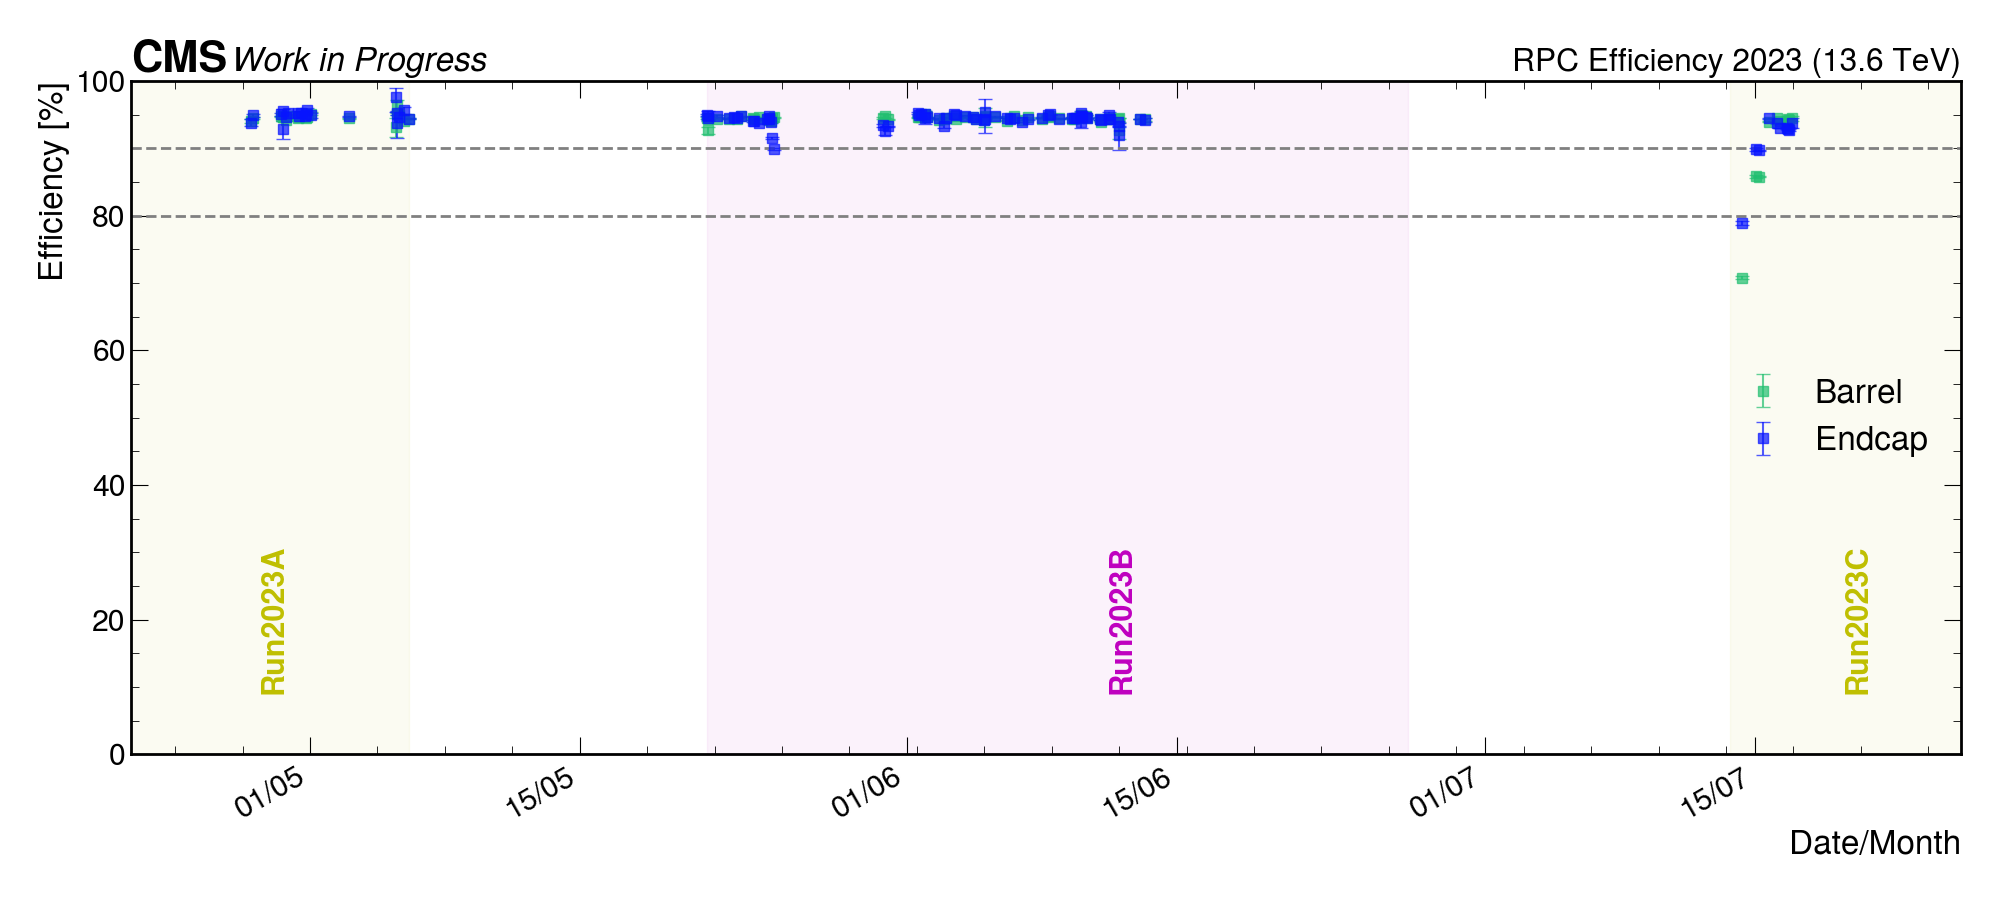 CMS Work in Progress
RPC Efficiency 2023 (13.6 TeV)
Efficiency [%]
100
80
60
40
20
0
Barrel
Endcap
Run2023A
Run2023B
Run2023C
01/05
15/05
01/06
15/06
01/07
15/07
Date/Month